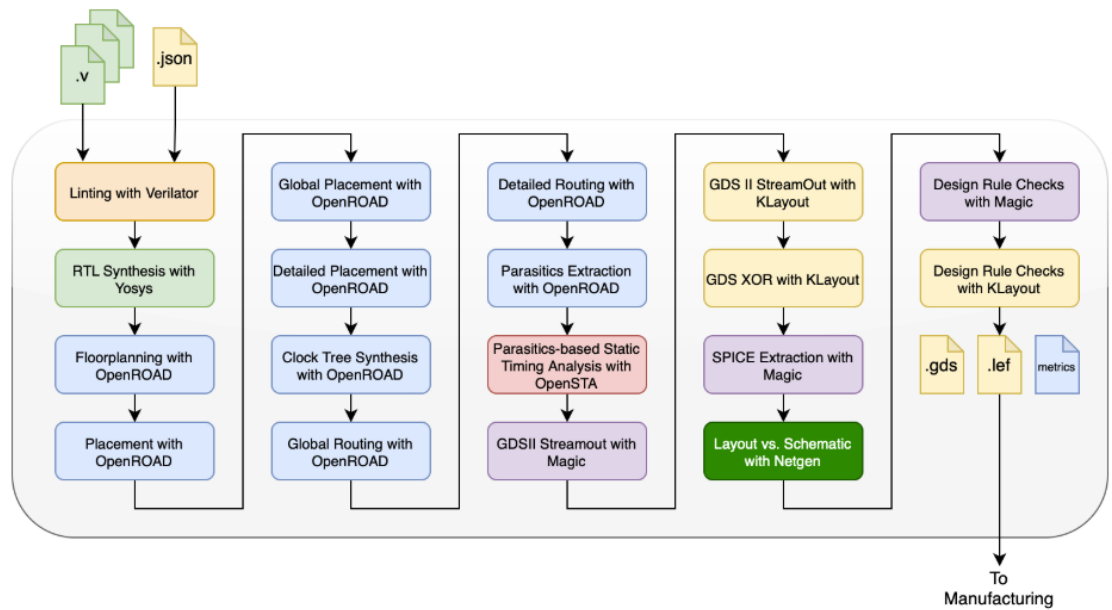 .v
.json
Linting with Verilator
RTL Synthesis with
Yosys
Floorplanning with
OpenROAD
Placement with
OpenROAD
Global Placement with
OpenROAD
Detailed Placement with
OpenROAD
Clock Tree Synthesis
with OpenROAD
Global Routing with
OpenROAD
Detailed Routing with
OpenROAD
Parasitics Extraction
with OpenROAD
Parasitics-based Static
Timing Analysis with
OpenSTA
GDSII Streamout with
Magic
GDS II StreamOut with
KLayout
GDS XOR with KLayout
SPICE Extraction with
Magic
Layout vs. Schematic
with Netgen
Design Rule Checks
with Magic
Design Rule Checks
with KLayout
.gds
.lef
metrics
To
Manufacturing